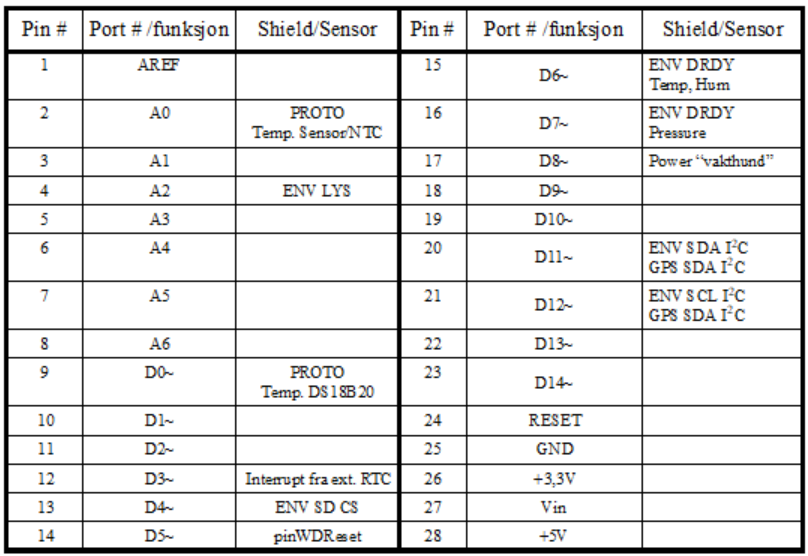 Pin # Port # /funksjon Shield/Sensor Pin # Port # /funksjon Shield/Sensor
1 AREF 15 D6~ ENV DRDY
Temp, Hum
2 A0 PROTO 16 D7~ ENV DRDY
Temp. Sensor/NTC Pressure
3 A1 17 D8~ Power “vakthund”
4 A2 ENV LYS 18 D9~
5 A3 19 D10~
6 A4 20 D11~ ENV SDA I²C
GPS SDA I²C
7 A5 21 D12~ ENV SCL I²C
GPS SDA I²C
8 A6 22 D13~
9 D0~ PROTO 23 D14~
Temp. DS18B20
10 D1~ 24 RESET
11 D2~ 25 GND
12 D3~ Interrupt fra ext. RTC 26 +3,3V
13 D4~ ENV SD CS 27 Vin
14 D5~ pinWDReset 28 +5V